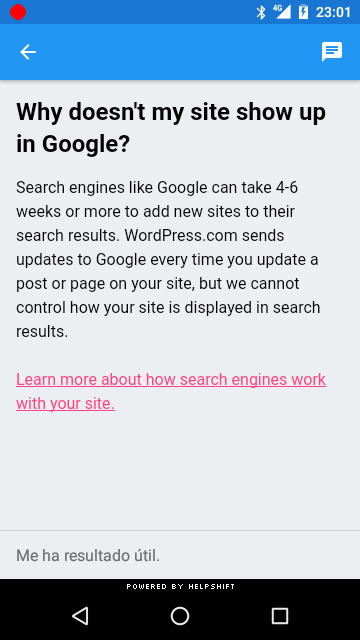 4G 23:01
Why doesn't my site show up
in Google?
Search engines like Google can take 4-6
weeks or more to add new sites to their
search results. WordPress.com sends
updates to Google every time you update a
post or page on your site, but we cannot
control how your site is displayed in search
results.
Learn more about how search engines work
with your site.
Me ha resultado útil.
POWERED BY HELPSHIFT